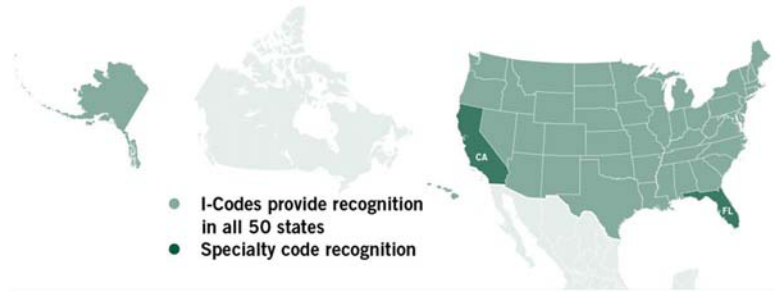 CA
FL
I-Codes provide recognition
in all 50 states
Specialty code recognition